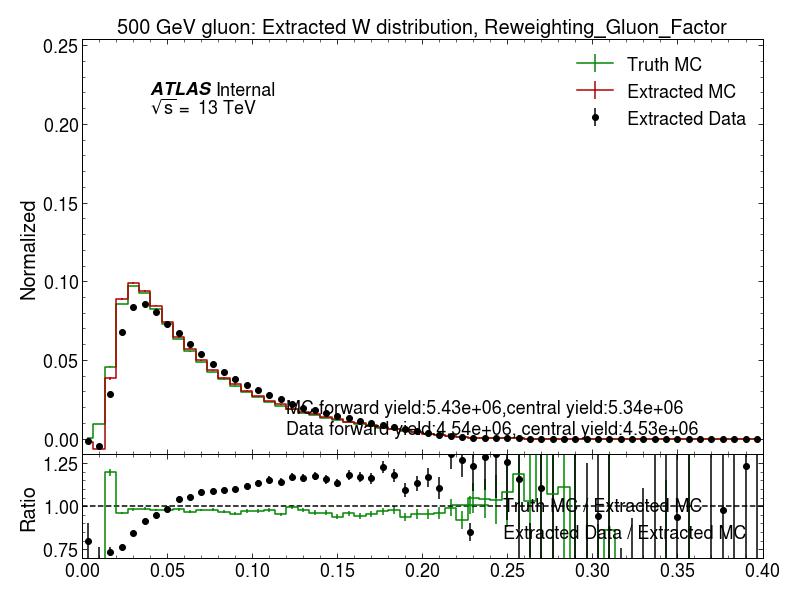 500 GeV gluon: Extracted W distribution, Reweighting_Gluon_Factor
ATLAS Internal
√s = 13 TeV
Truth MC
Extracted MC
Extracted Data
Normalized
0.25
0.20
0.15
0.10
0.05
0.00
MC forward yield:5.43e+06,central yield:5.34e+06
Data forward yield:4.54e+06, central yield:4.53e+06
Ratio
1.25
1.00
0.75
Truth MC / Extracted MC
Extracted Data / Extracted MC
0.00 0.05 0.10 0.15 0.20 0.25 0.30 0.35 0.40